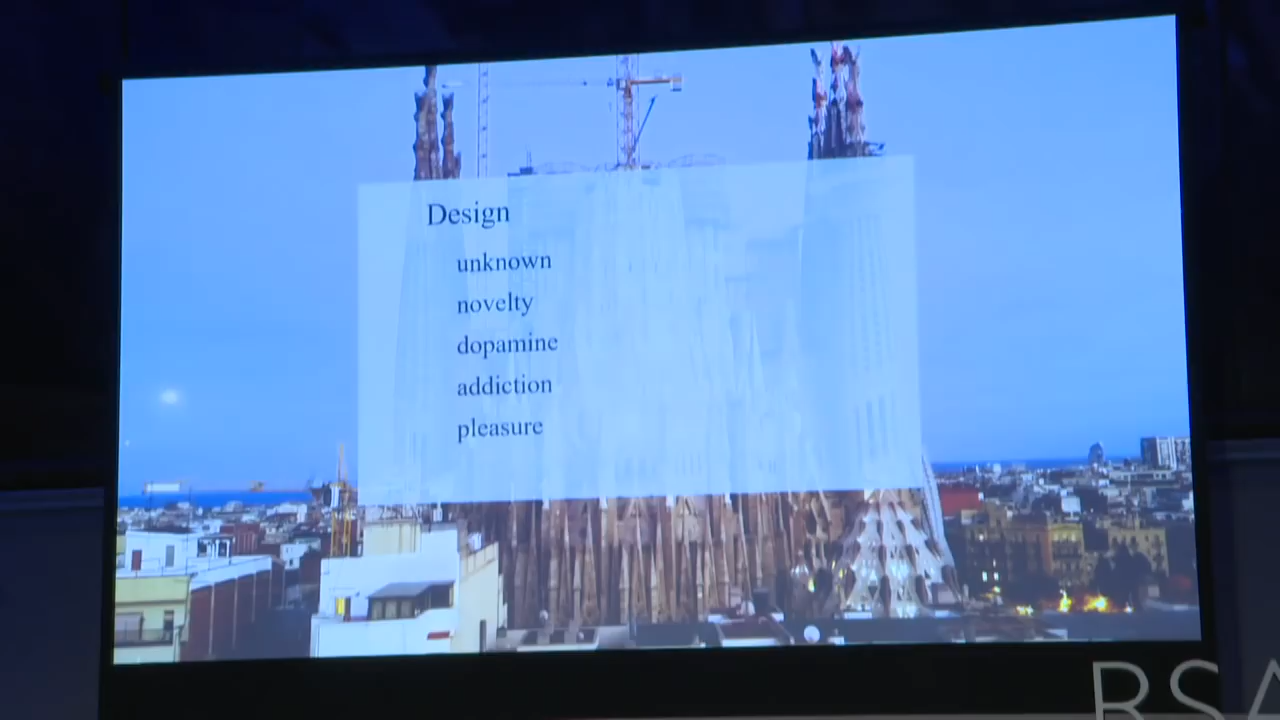 Design
unknown
novelty
dopamine
addiction
pleasure
RSA